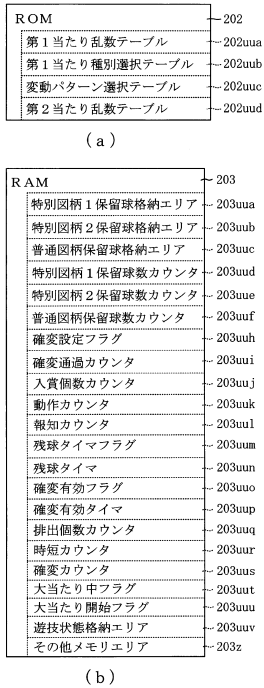 ROM 202
第1当たり乱数テーブル 202uua
第1当たり種別選択テーブル 202uub
変動パターン選択テーブル 202uuc
第2当たり乱数テーブル 202uud
(a)
RAM 203
特別図柄1保留球格納エリア 203uua
特別図柄2保留球格納エリア 203uub
普通図柄保留球格納エリア 203uuc
特別図柄1保留球数カウンタ 203uud
特別図柄2保留球数カウンタ 203uue
普通図柄保留球数カウンタ 203uuf
確変設定フラグ 203uuh
確変通過カウンタ 203uui
入賞個数カウンタ 203uuj
動作カウンタ 203uuk
報知カウンタ 203uul
残球タイマフラグ 203uum
残球タイマ 203uun
確変有効フラグ 203uuo
確変有効タイマ 203uup
排出個数カウンタ 203uuq
時短カウンタ 203uur
確変カウンタ 203uus
大当たり中フラグ 203uut
大当たり開始フラグ 203uuu
遊技状態格納エリア 203uuv
その他メモリエリア 203z
(b)